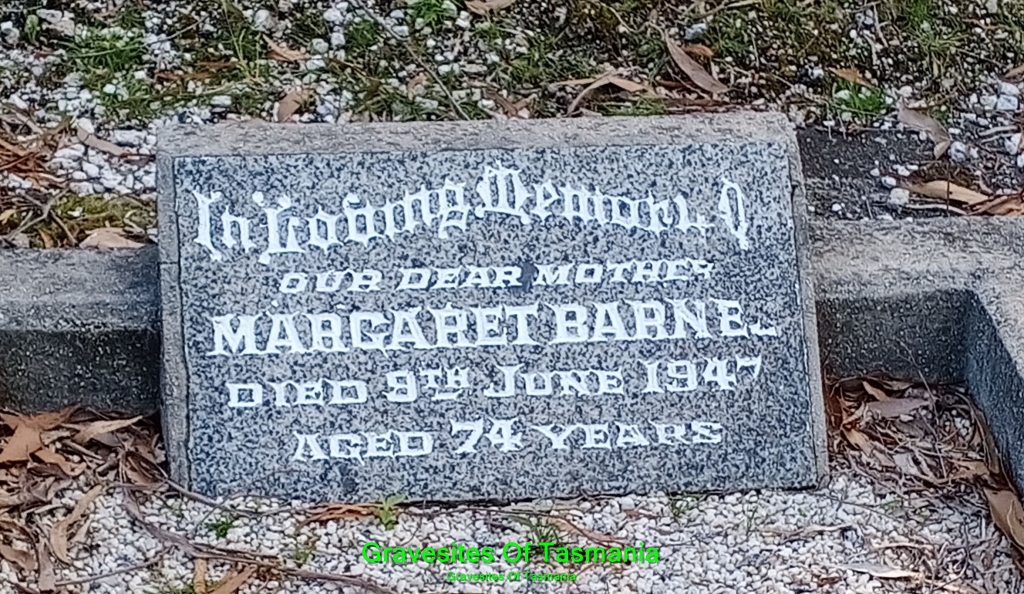 In Loving Memory Of
OUR DEAR MOTHER
MARGARET
DIED 9TH JUNE 1947
AGED 74 YEARS
Gravesites Of Tasmania
Gravesites Of Tasmania